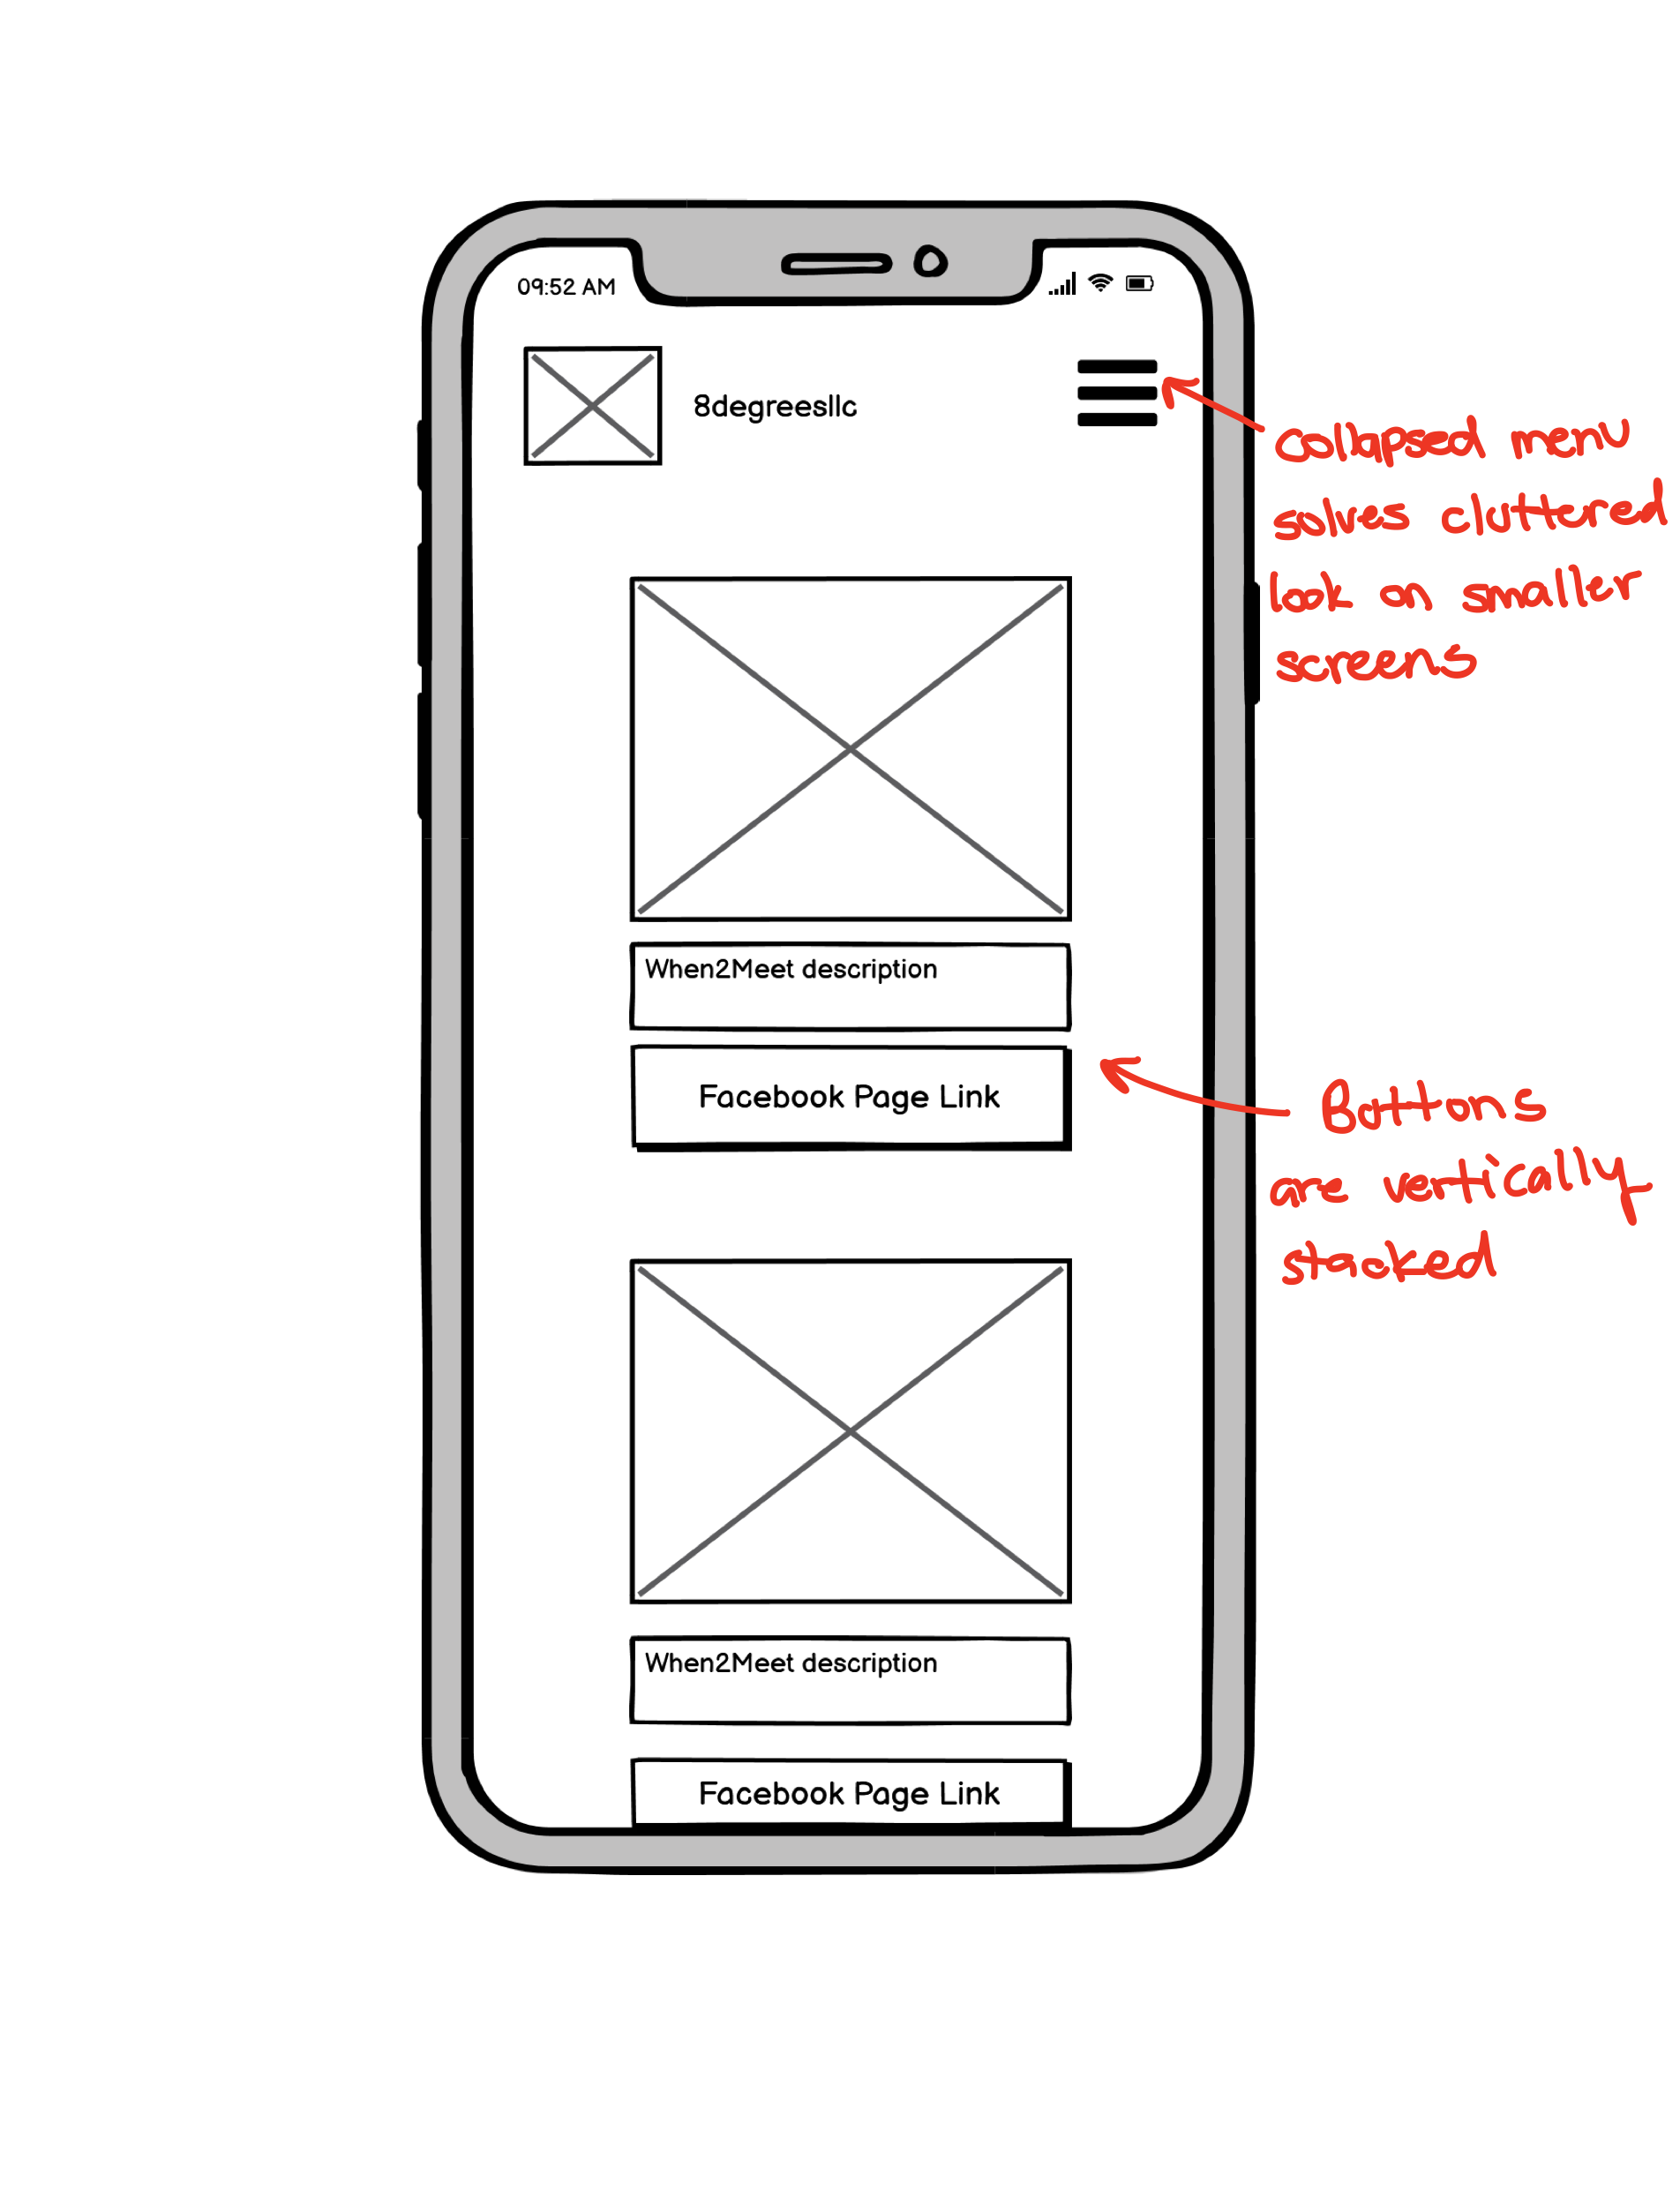 09:52 AM
8degreesllc
collapsed menu
solves cluttered
look on smaller
screens
When2Meet description
Facebook Page Link
Buttons
are vertically
stacked
When2Meet description
Facebook Page Link